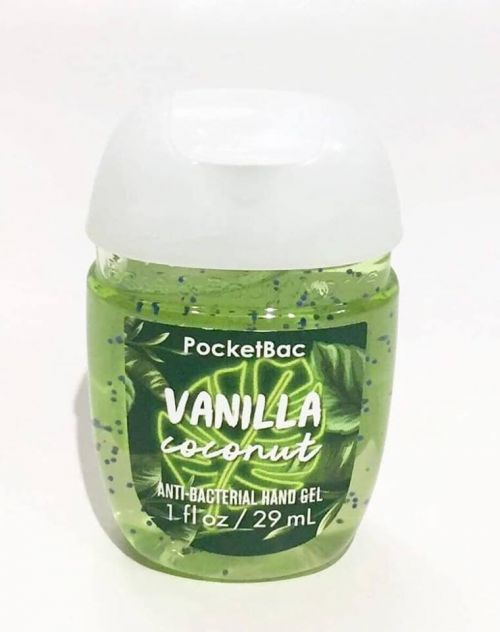 PocketBac
VANILLA
coconut
ANTI-BACTERIAL HAND GEL
1 fl oz / 29 mL